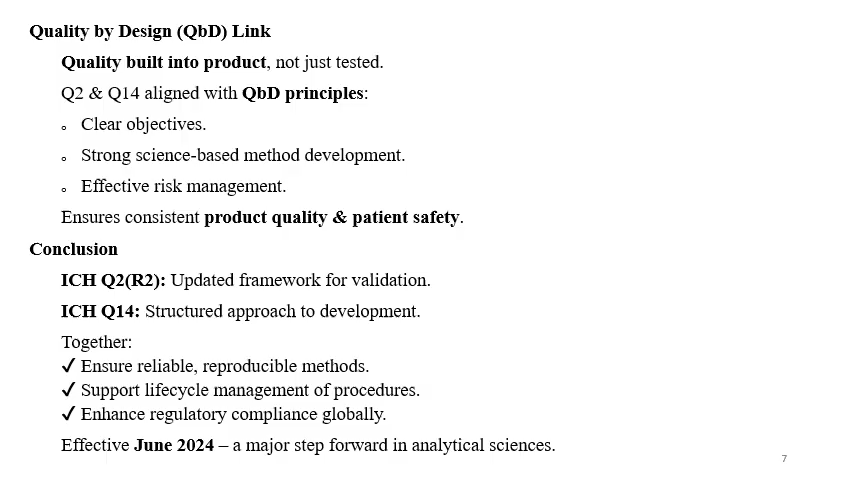 Quality by Design (QbD) Link
Quality built into product, not just tested.
Q2 & Q14 aligned with QbD principles:
o Clear objectives.
o Strong science-based method development.
o Effective risk management.
Ensures consistent product quality & patient safety.
Conclusion
ICH Q2(R2): Updated framework for validation.
ICH Q14: Structured approach to development.
Together:
✓ Ensure reliable, reproducible methods.
✓ Support lifecycle management of procedures.
✓ Enhance regulatory compliance globally.
Effective June 2024 – a major step forward in analytical sciences.
7